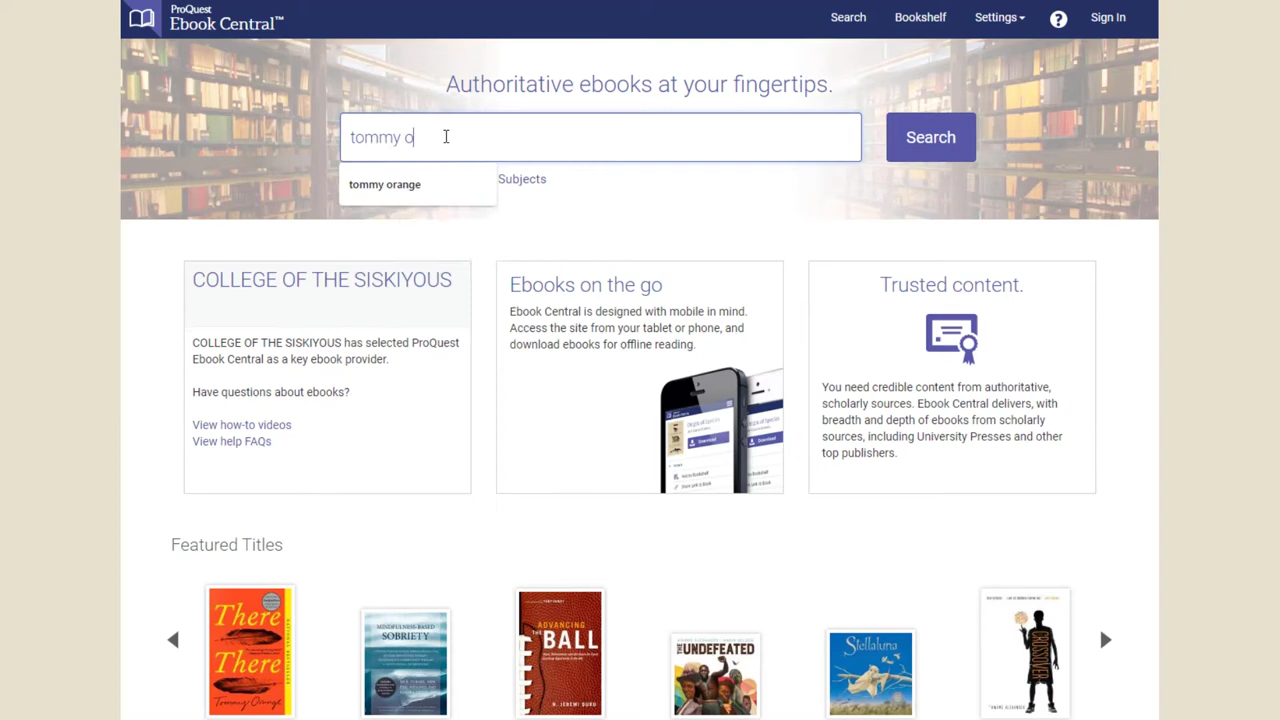 ProQuest
Ebook Central™
Search
Bookshelf
Settings
?
Sign In
Authoritative ebooks at your fingertips.
tommy o
Search
tommy orange
Subjects
COLLEGE OF THE SISKIYOUS
COLLEGE OF THE SISKIYOUS has selected ProQuest
Ebook Central as a key ebook provider.
Have questions about ebooks?
View how-to videos
View help FAQs
Ebooks on the go
Ebook Central is designed with mobile in mind.
Access the site from your tablet or phone, and
download ebooks for offline reading.
Download
Trusted content.
You need credible content from authoritative,
scholarly sources. Ebook Central delivers, with
breadth and depth of ebooks from scholarly
sources, including University Presses and other
top publishers.
Featured Titles
There
There
Tommy Orange
MINDFULNESS-BASED
SOBRIETY
ADVANCING
THE BALL
N. JEREMI DURU
THE UNDEFEATED
Stellaluna
CROSSOVER
KWAME ALEXANDER